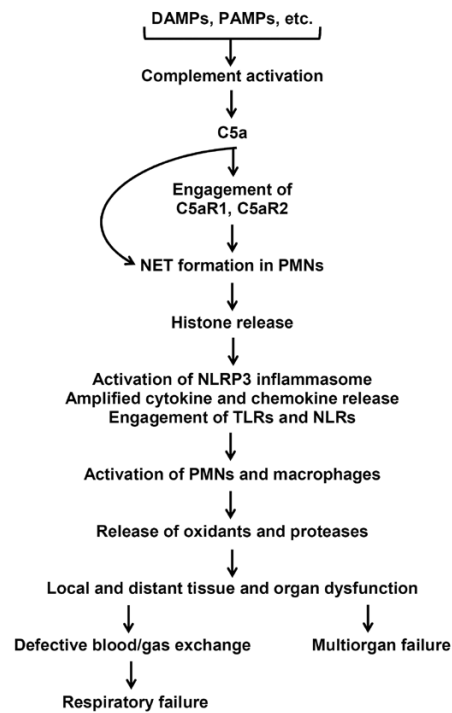 DAMPs, PAMPs, etc.
Complement activation
C5a
Engagement of
C5aR1, C5aR2
NET formation in PMNs
Histone release
Activation of NLRP3 inflammasome
Amplified cytokine and chemokine release
Engagement of TLRs and NLRs
Activation of PMNs and macrophages
Release of oxidants and proteases
Local and distant tissue and organ dysfunction
Defective blood/gas exchange
Multiorgan failure
Respiratory failure